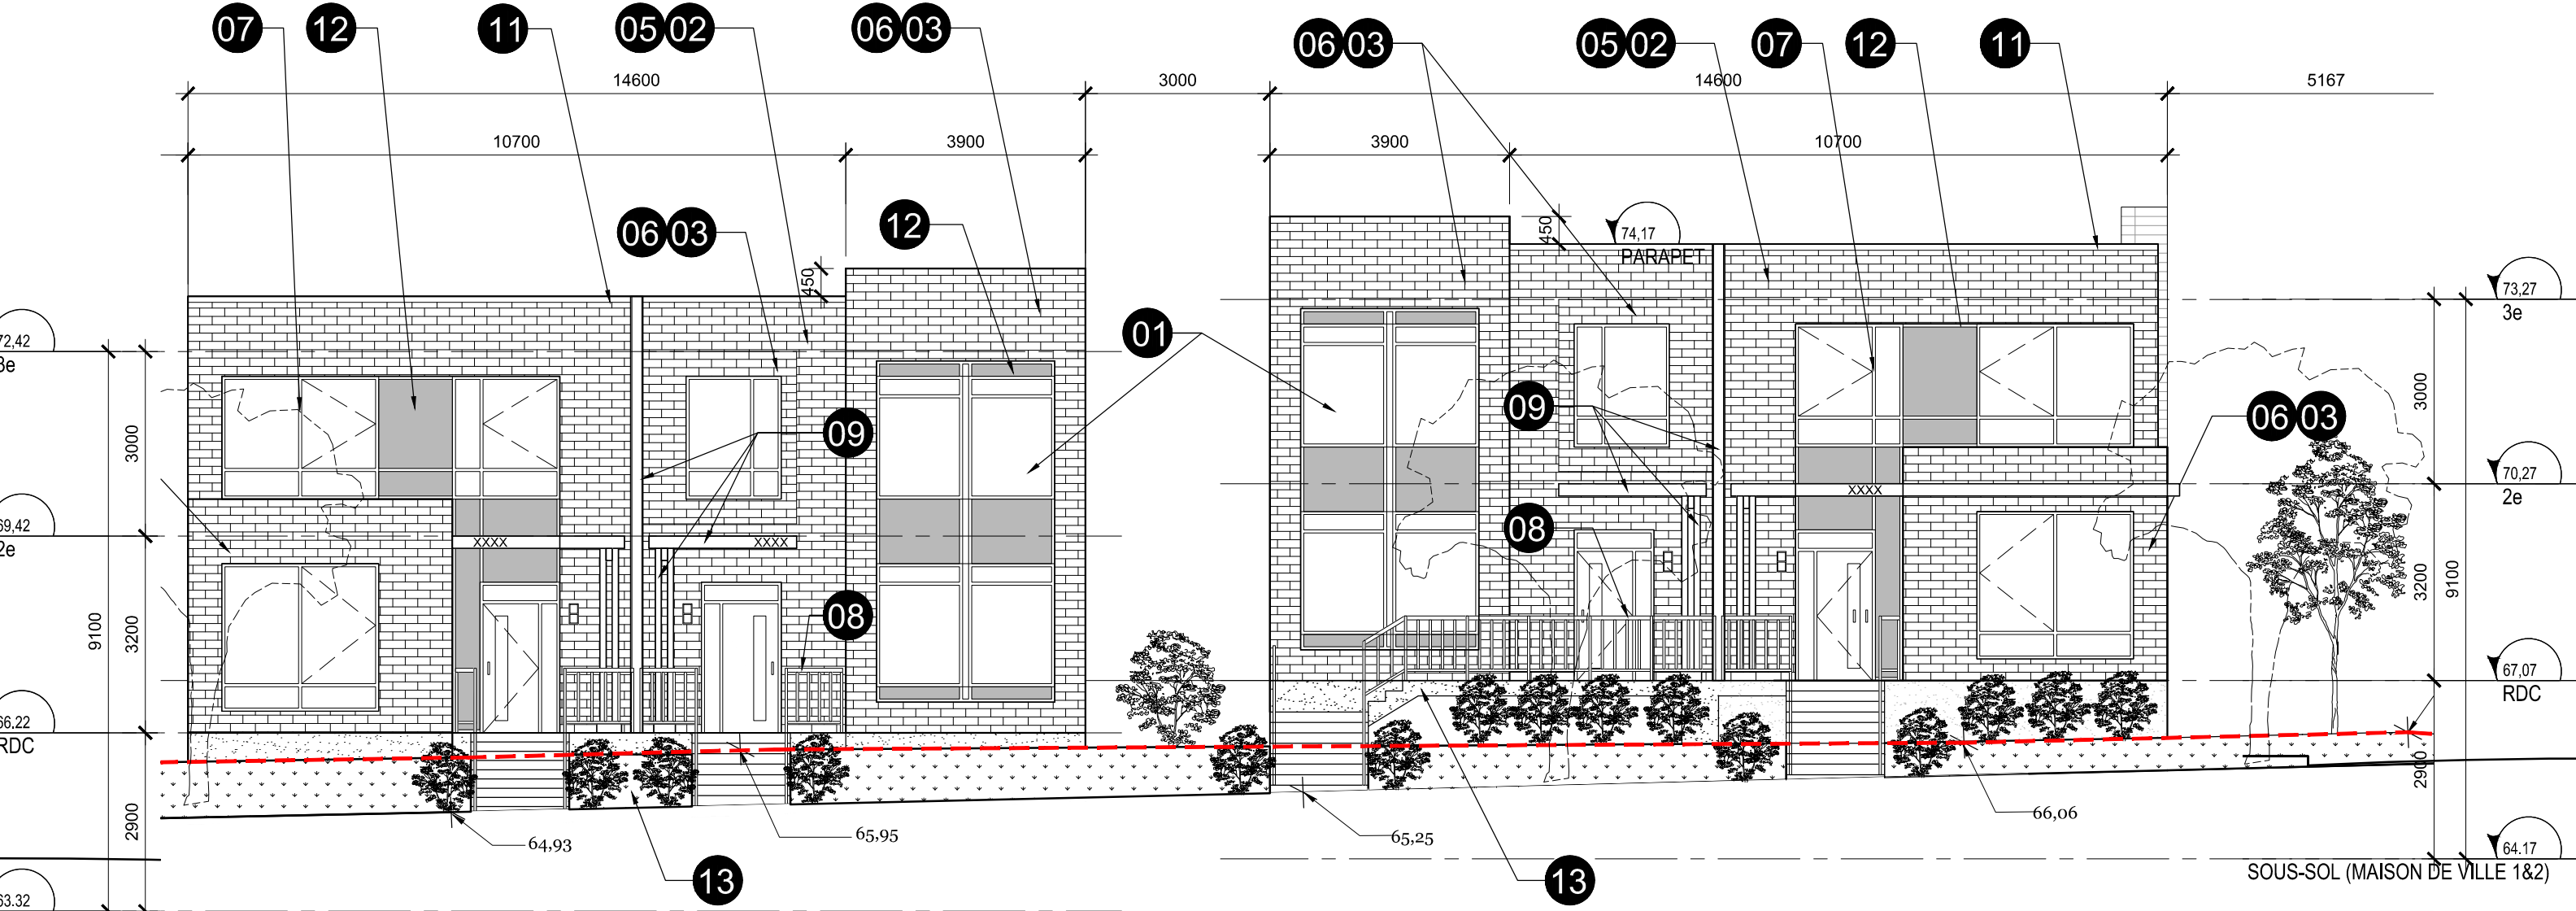 07 12 11 05 02 06 03 06 03 05 02 07 12 11
14600 3000 14600 5167
10700 3900 3900 10700
06 03 12 450 450 74,17
PARAPET
01
72,42
3e
73,27
3e
09 09 06 03
3000 3000
69,42
2e
70,27
2e
XXXX XXXX XXXX
08 08
9100 3200 3200 9100
66,22
RDC
67,07
RDC
2900 2900
64,93 65,95 65,25 66,06
13 13
64.17
SOUS-SOL (MAISON DE VILLE 1&2)
63.32